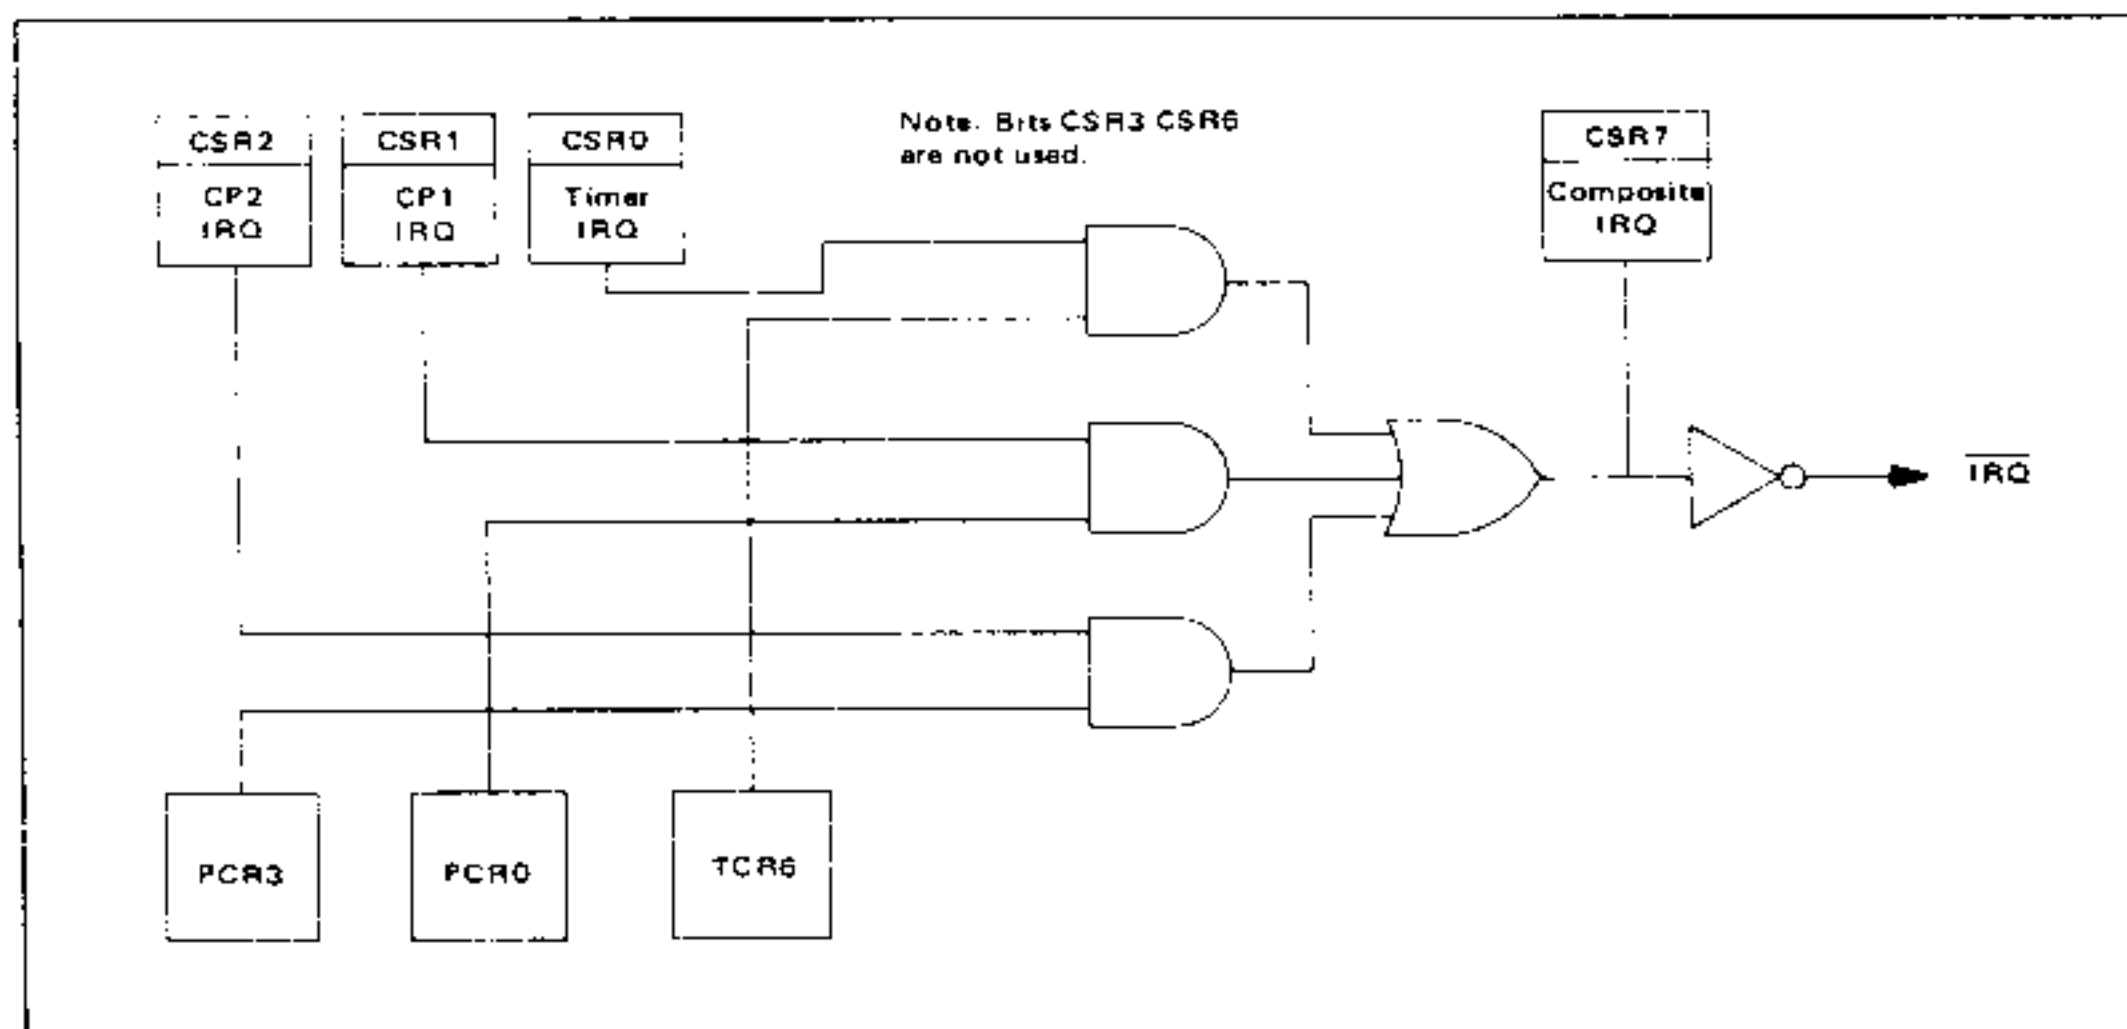 CSR2
CP2
IRQ
CSR1
CP1
IRQ
CSR0
Timer
IRQ
Note. Bits CSR3 CSR6
are not used.
CSR7
Composite
IRQ
IRQ
PCR3
PCR0
TCR6